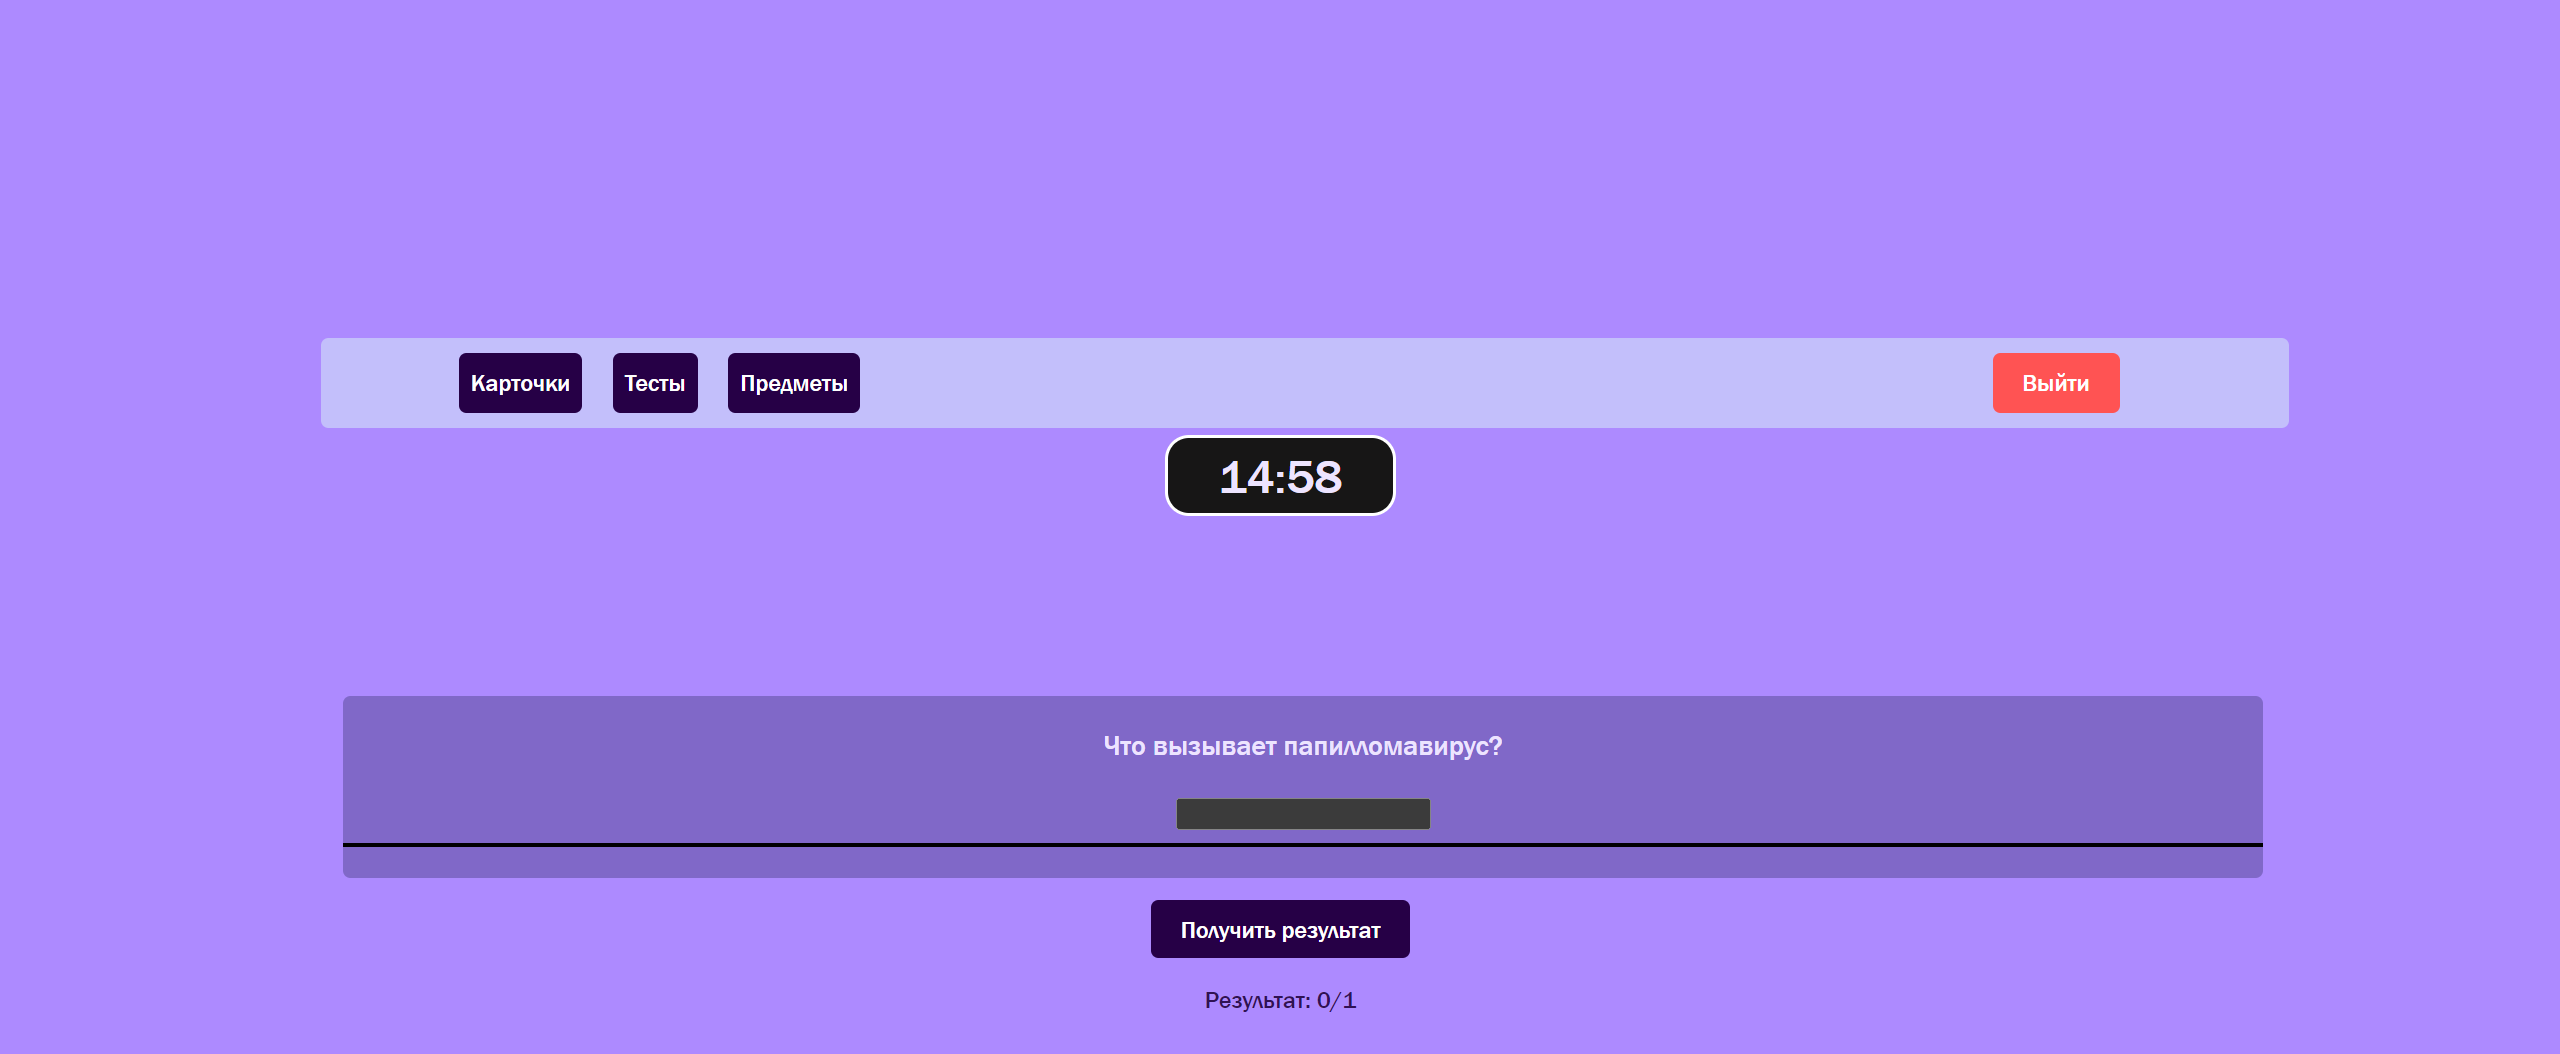 Карточки Тесты Предметы Выйти
14:58
Что вызывает папилломавирус?
Получить результат
Результат: 0/1